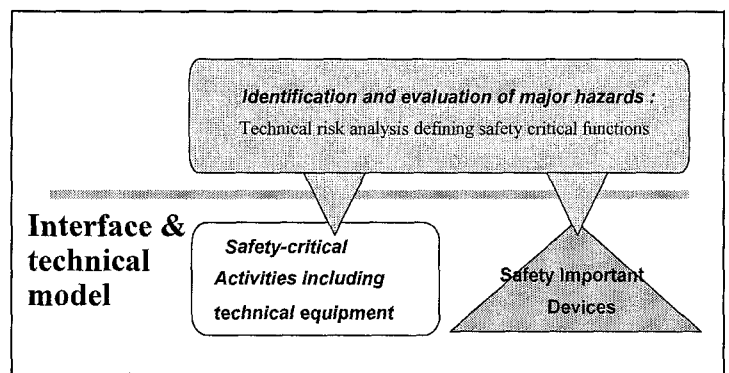 Identification and evaluation of major hazards :
Technical risk analysis defining safety critical functions
Interface &
technical
model
Safety-critical
Activities including
technical equipment
Safety Important
Devices